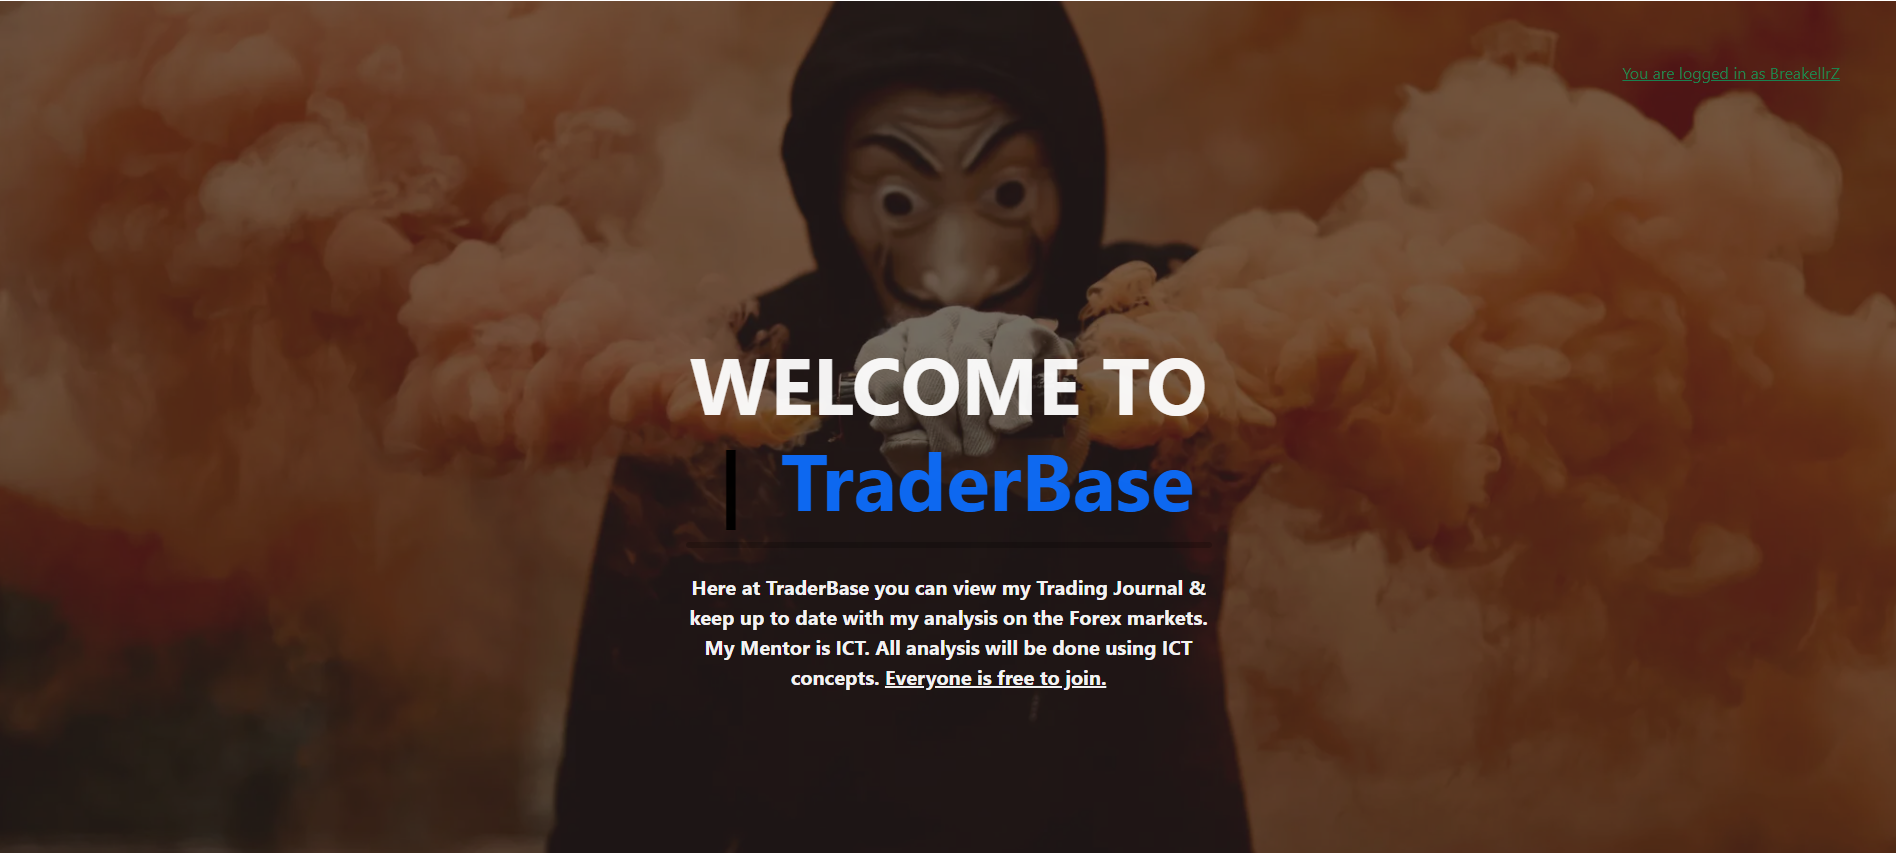 You are logged in as BreakellrZ
WELCOME TO
| TraderBase
Here at TraderBase you can view my Trading Journal &
keep up to date with my analysis on the Forex markets.
My Mentor is ICT. All analysis will be done using ICT
concepts. Everyone is free to join.